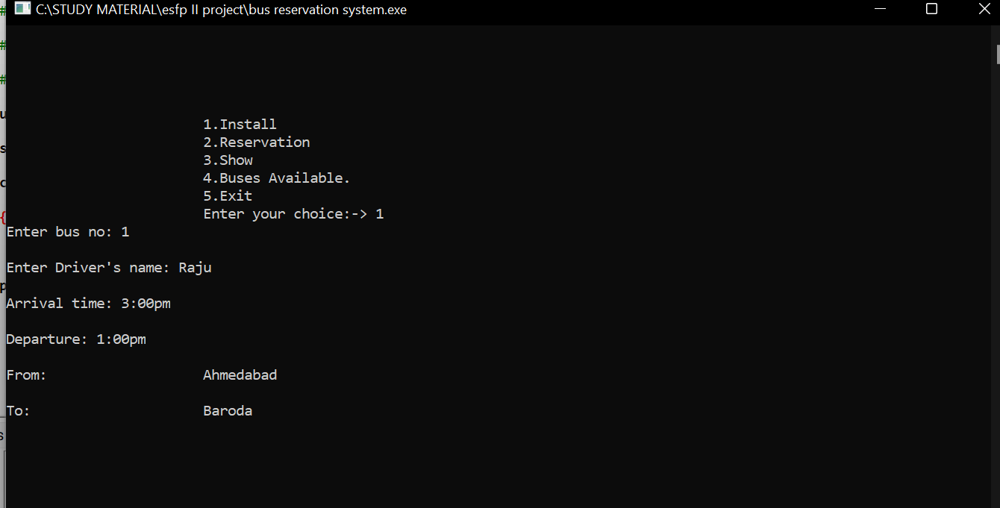 C:\STUDY MATERIAL\esfp II project\bus reservation system.exe
1.Install
2.Reservation
3.Show
4.Buses Available.
5.Exit
Enter your choice:-> 1
Enter bus no: 1
Enter Driver's name: Raju
Arrival time: 3:00pm
Departure: 1:00pm
From: Ahmedabad
To: Baroda